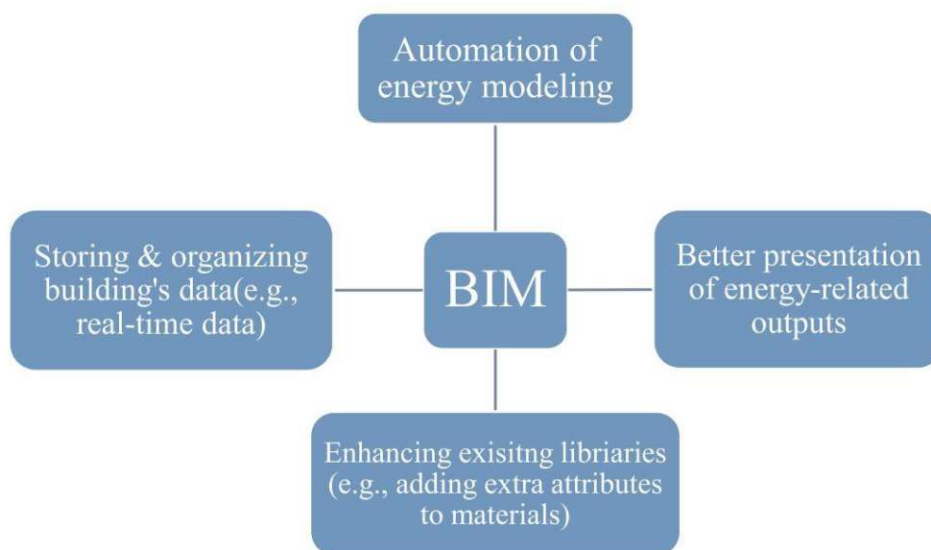 Automation of
energy modeling
Storing & organizing
building's data(e.g.,
real-time data)
BIM
Better presentation
of energy-related
outputs
Enhancing exisitng libriaries
(e.g., adding extra attributes
to materials)